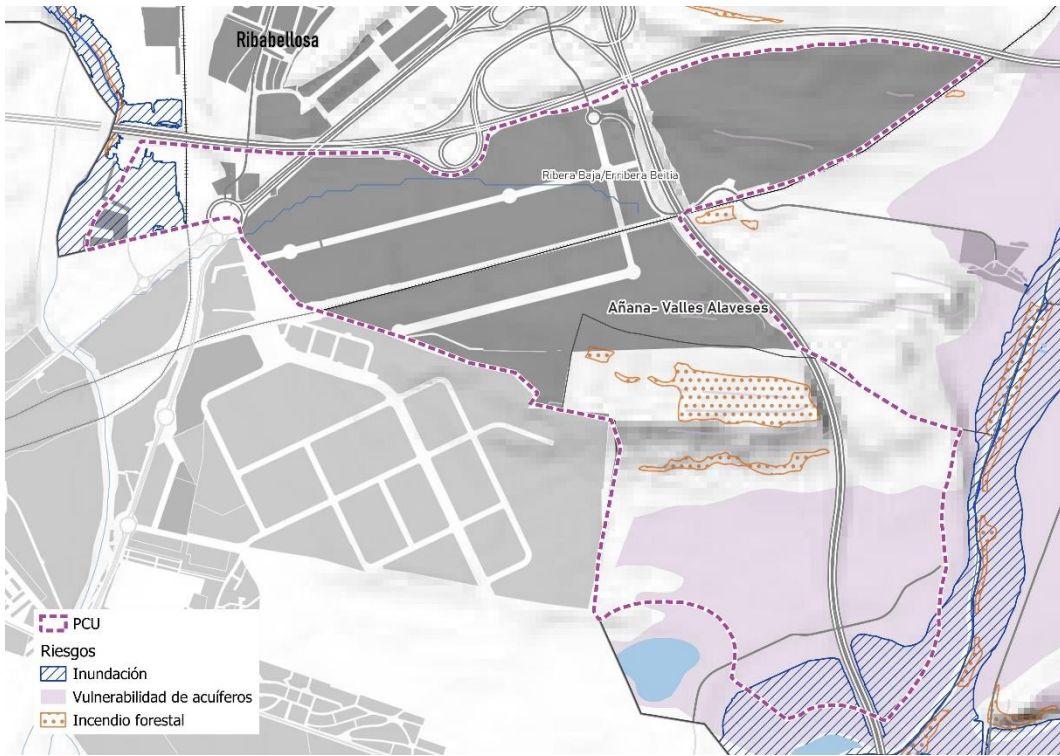 Ribabellosa
Ribera Baja/Erribera Beitia
Añana- Valles Alaveses
PCU
Riesgos
Inundación
Vulnerabilidad de acuíferos
Incendio forestal